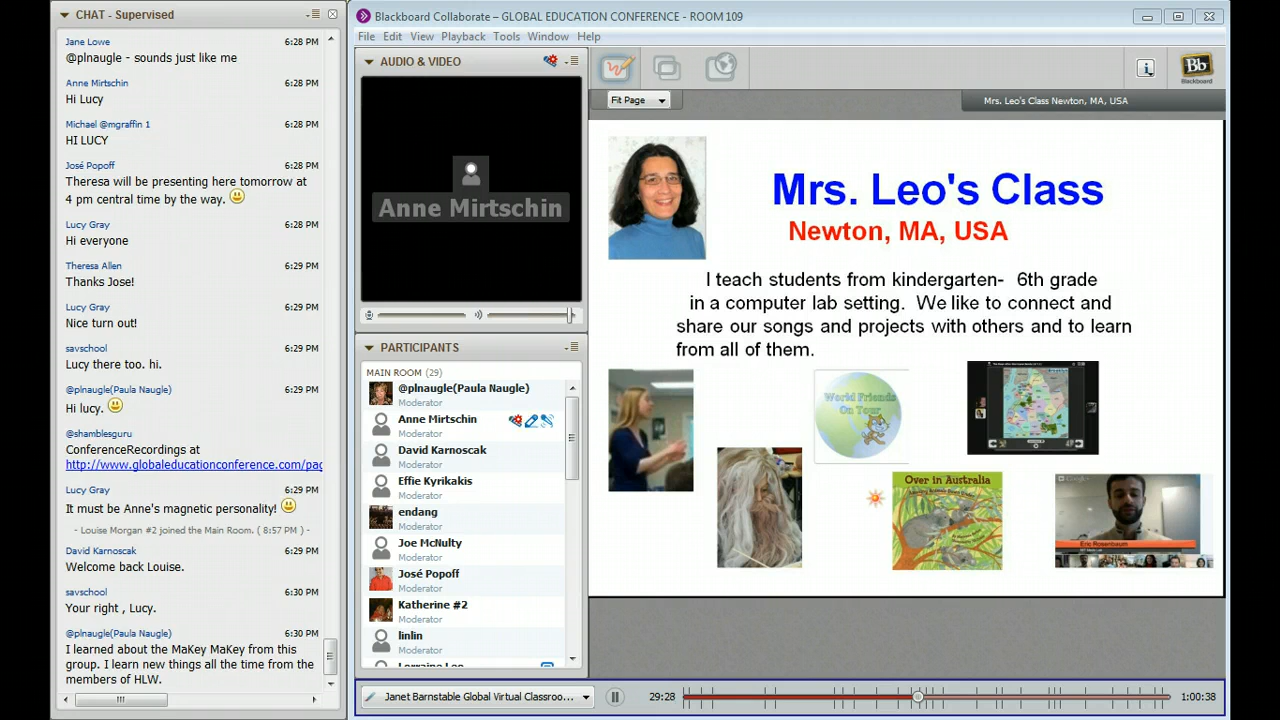 CHAT - Supervised
Jane Lowe 6:28 PM
@plnaugle - sounds just like me
Anne Mirtschin 6:28 PM
Hi Lucy
Michael @mgraffin 1 6:28 PM
HI LUCY
José Popoff 6:28 PM
Theresa will be presenting here tomorrow at
4 pm central time by the way.
Lucy Gray 6:28 PM
Hi everyone
Theresa Allen 6:29 PM
Thanks Jose!
Lucy Gray 6:29 PM
Nice turn out!
savschool 6:29 PM
Lucy there too. hi.
@plnaugle(Paula Naugle) 6:29 PM
Hi lucy.
@shamblesguru 6:29 PM
ConferenceRecordings at
http://www.globaleducationconference.com/pag
Lucy Gray 6:29 PM
It must be Anne's magnetic personality!
- Louise Morgan #2 joined the Main Room. ( 8:57 PM ) -
David Karnoscak 6:29 PM
Welcome back Louise.
savschool 6:30 PM
Your right , Lucy.
@plnaugle(Paula Naugle) 6:30 PM
I learned about the MaKey MaKey from this
group. I learn new things all the time from the
members of HLW.
Blackboard Collaborate – GLOBAL EDUCATION CONFERENCE - ROOM 109
File Edit View Playback Tools Window Help
AUDIO & VIDEO
Anne Mirtschin
PARTICIPANTS
MAIN ROOM (29)
@plnaugle(Paula Naugle)
Moderator
Anne Mirtschin
Moderator
David Karnoscak
Moderator
Effie Kyrikakis
Moderator
endang
Moderator
Joe McNulty
Moderator
José Popoff
Moderator
Katherine #2
Moderator
linlin
Moderator
Lorraine Leo
Bb
Blackboard
Fit Page
Mrs. Leo's Class Newton, MA, USA
Mrs. Leo's Class
Newton, MA, USA
I teach students from kindergarten- 6th grade
in a computer lab setting. We like to connect and
share our songs and projects with others and to learn
from all of them.
World Friends
On Tour
Over in Australia
Eric Rosenbaum
Janet Barnstable Global Virtual Classroo...
29:28
1:00:38